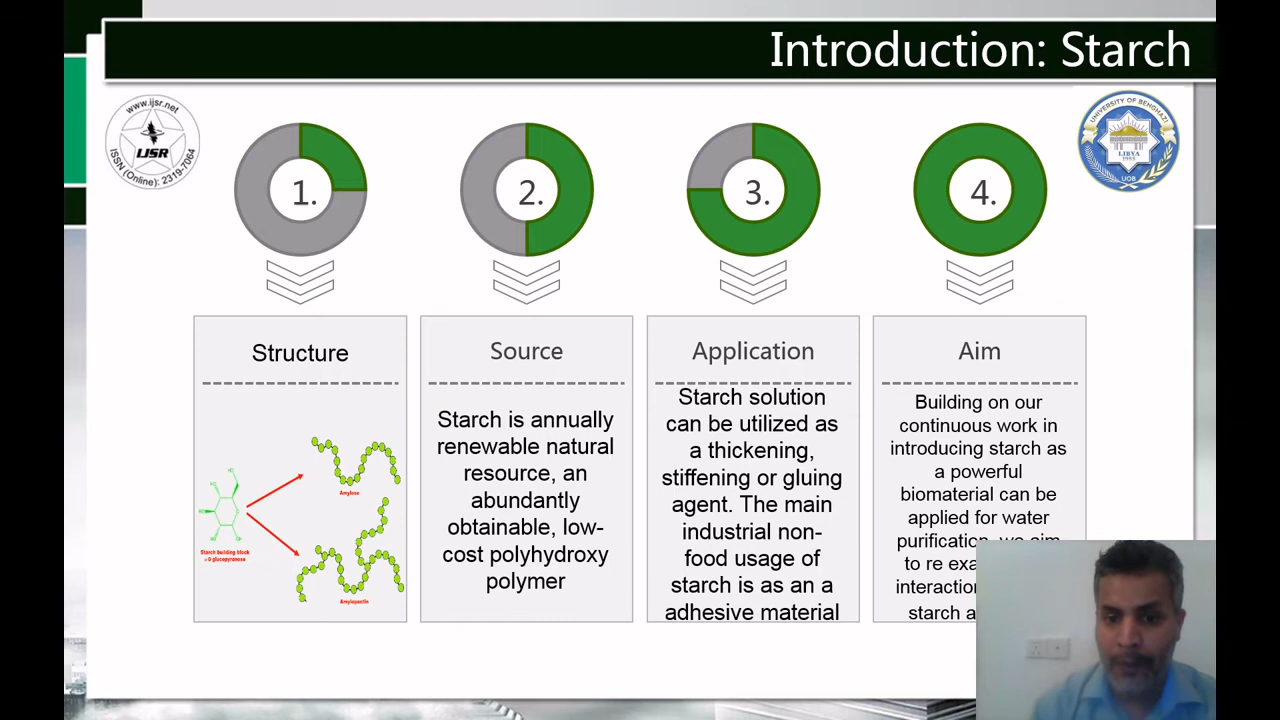 Introduction: Starch
www.ijsr.net
IJSR
ISSN (Online): 2319-7064
UNIVERSITY OF BENGHAZI
LIBYA
1955
UOB
1.
2.
3.
4.
Structure
Amylose
Starch building block
α-D-glucopyranose
Amylopectin
Source
Starch is annually
renewable natural
resource, an
abundantly
obtainable, low-
cost polyhydroxy
polymer
Application
Starch solution
can be utilized as
a thickening,
stiffening or gluing
agent. The main
industrial non-
food usage of
starch is as an a
adhesive material
Aim
Building on our
continuous work in
introducing starch as
a powerful
biomaterial can be
applied for water
purification, we aim
to re exa
interaction
starch a